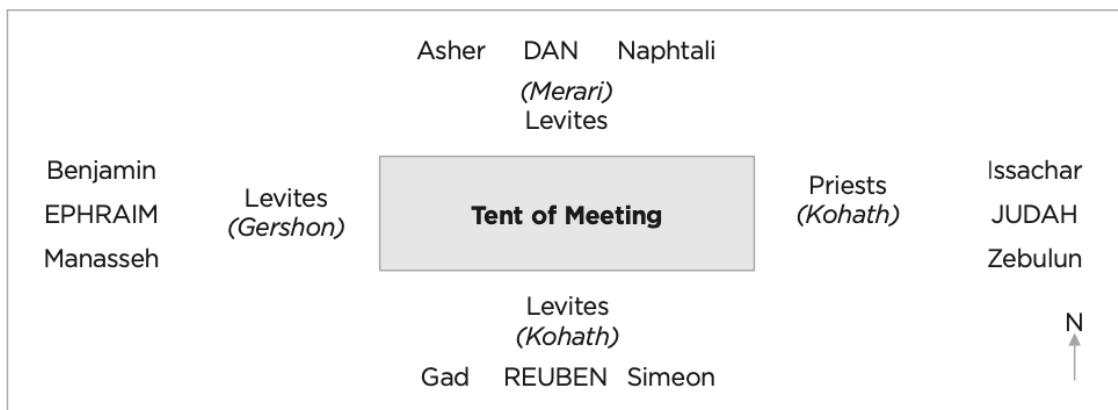 Asher DAN Naphtali
(Merari)
Levites
Benjamin
EPHRAIM
Manasseh
Levites
(Gershon)
Tent of Meeting
Priests
(Kohath)
Issachar
JUDAH
Zebulun
Levites
(Kohath)
Gad REUBEN Simeon
N